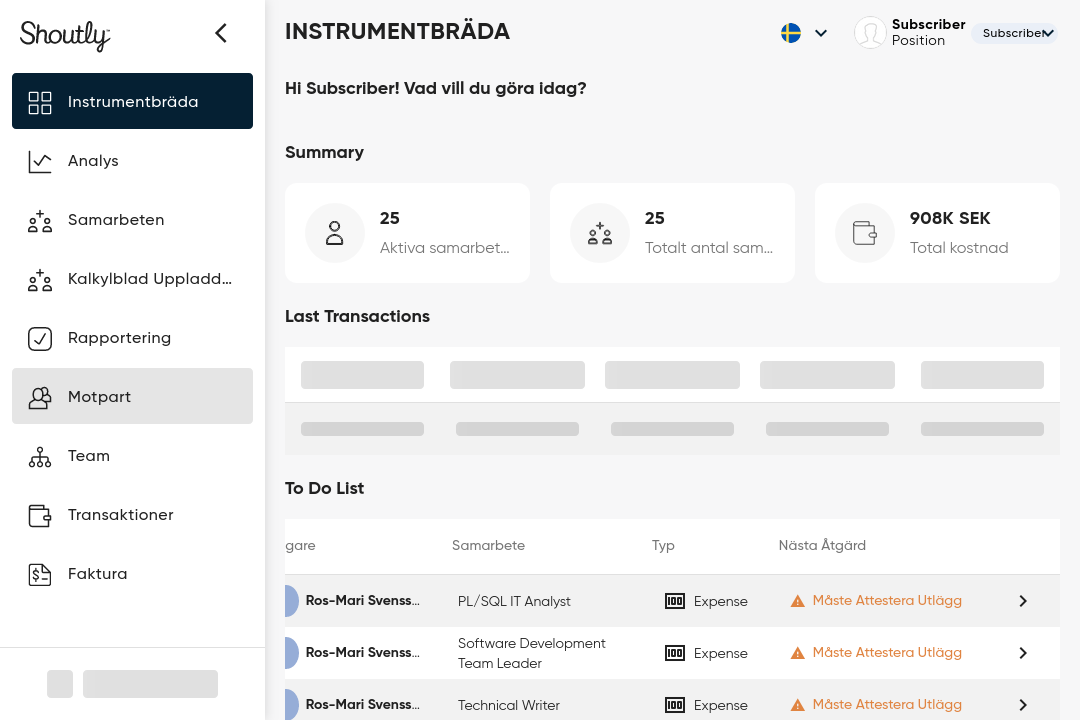 Shoutly
INSTRUMENTBRÄDA
Subscriber
Position
Subscriber
Instrumentbräda
Analys
Samarbeten
Kalkylblad Uppladd...
Rapportering
Motpart
Team
Transaktioner
Faktura
Hi Subscriber! Vad vill du göra idag?
Summary
25
Aktiva samarbet...
25
Totalt antal sam...
908K SEK
Total kostnad
Last Transactions
To Do List
gare Samarbete Typ Nästa Åtgärd
Ros-Mari Svenss... PL/SQL IT Analyst Expense Måste Attestera Utlägg
Ros-Mari Svenss... Software Development Team Leader Expense Måste Attestera Utlägg
Ros-Mari Svenss... Technical Writer Expense Måste Attestera Utlägg